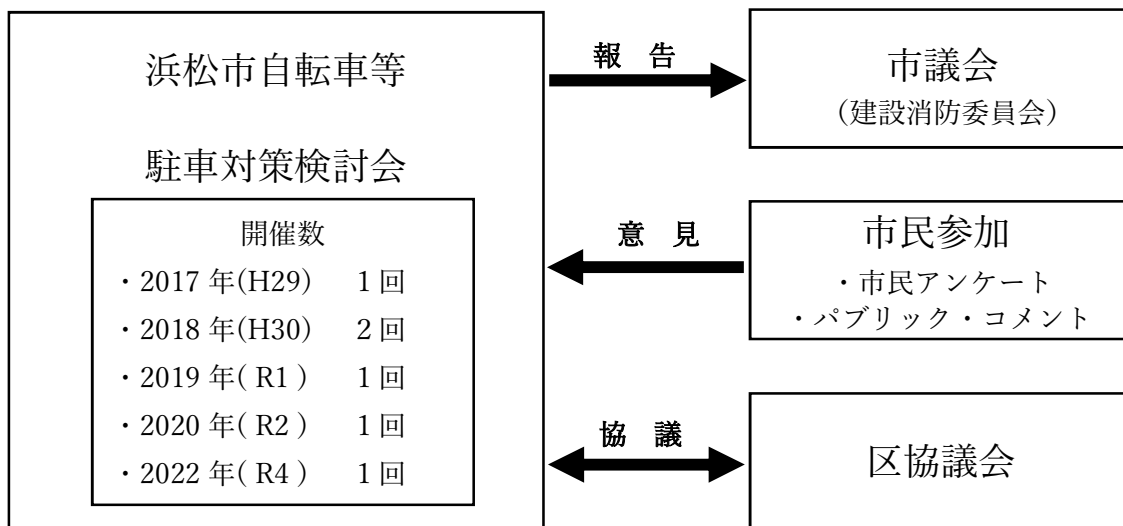 浜松市自転車等
駐車対策検討会
開催数
・2017 年(H29) 1 回
・2018 年(H30) 2 回
・2019 年( R1 ) 1 回
・2020 年( R2 ) 1 回
・2022 年( R4 ) 1 回
報 告
市議会
（建設消防委員会）
意 見
市民参加
・市民アンケート
・パブリック・コメント
協 議
区協議会